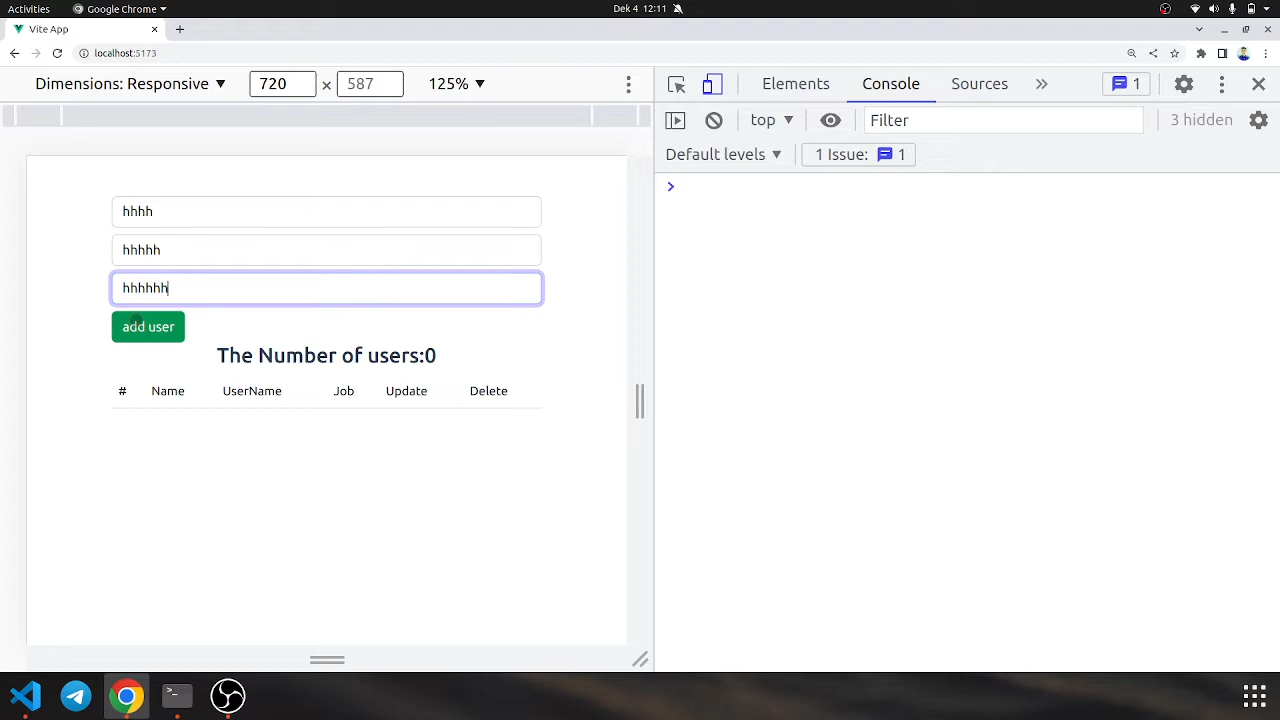 Activities Google Chrome Dek 4 12:11
Vite App
localhost:5173
Dimensions: Responsive 720 × 587 125%
Elements Console Sources » 1
top Filter 3 hidden
Default levels 1 Issue: 1
>
hhhh
hhhhh
hhhhhh
add user
The Number of users:0
# Name UserName Job Update Delete